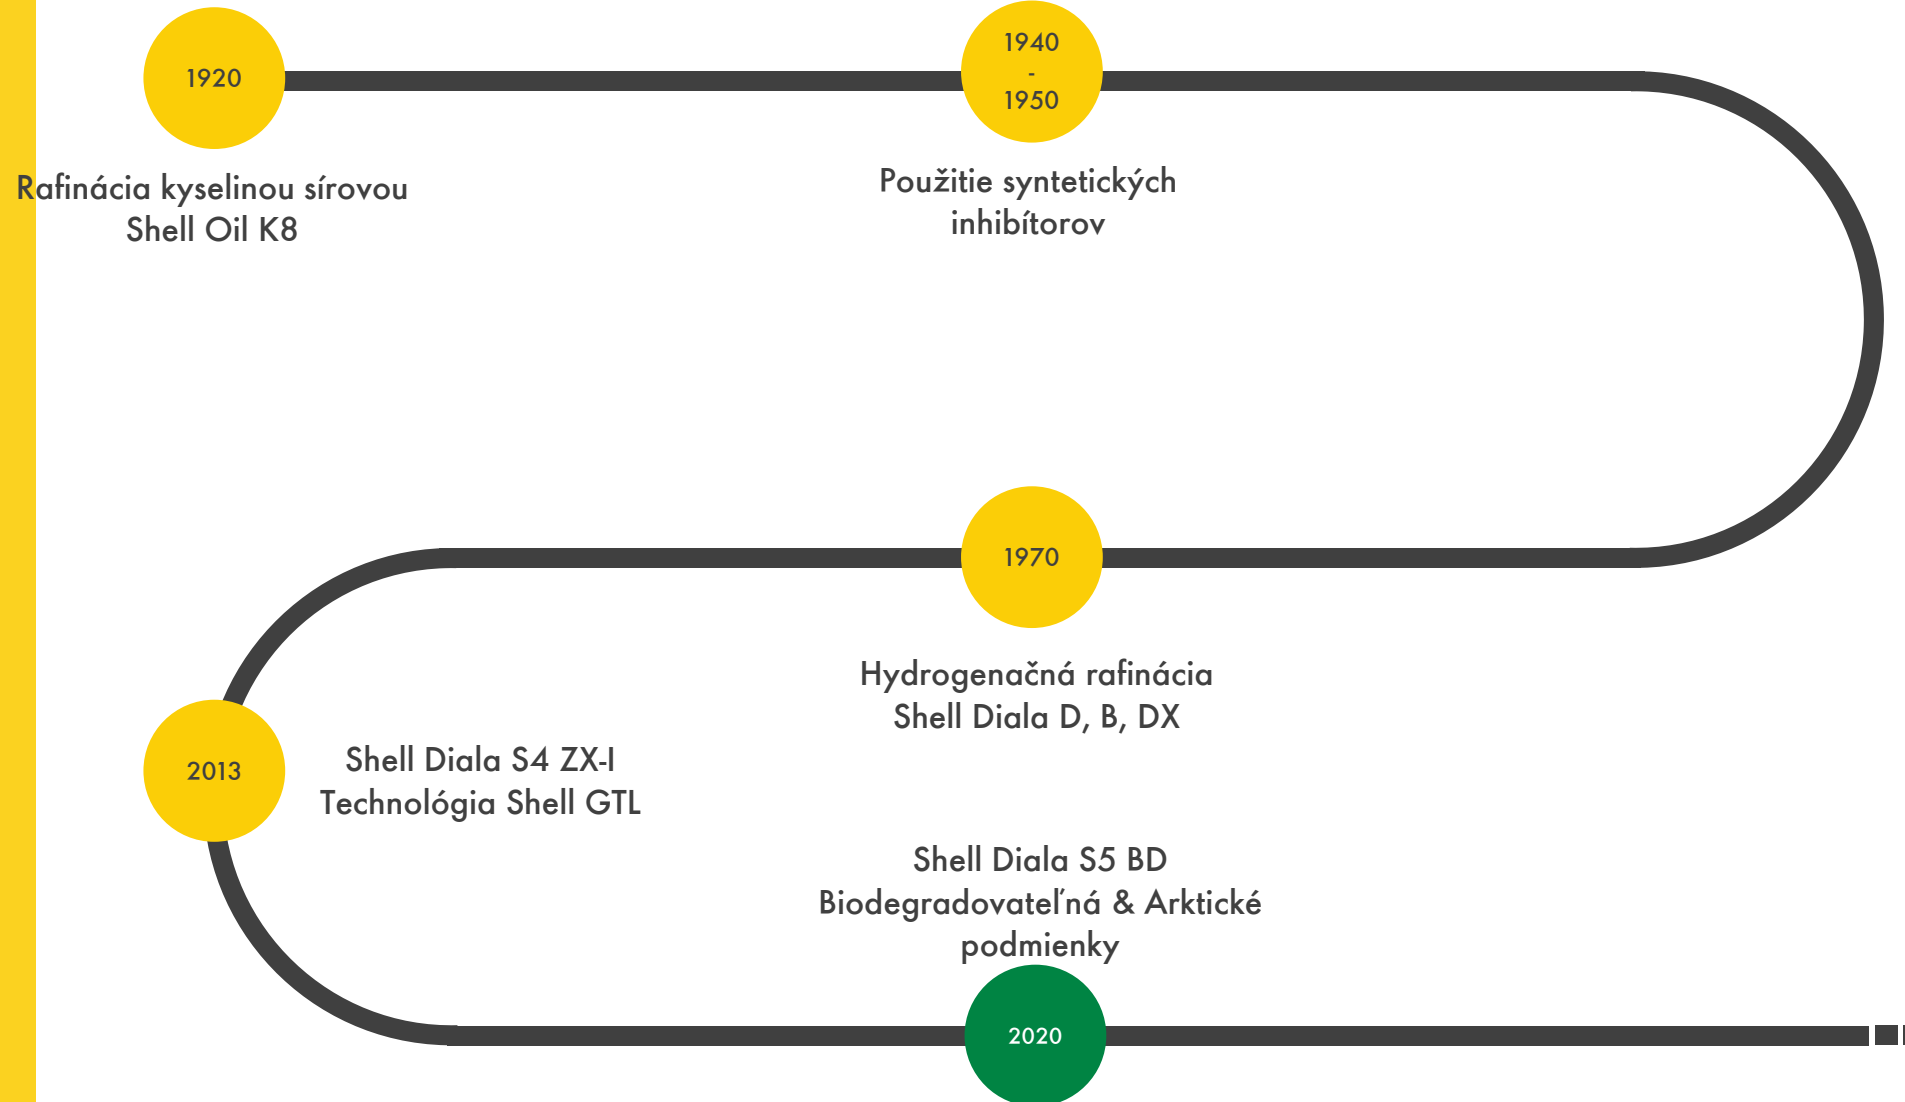 1920
Rafinácia kyselinou sírovou
Shell Oil K8
1940
-
1950
Použitie syntetických
inhibítorov
1970
Hydrogenačná rafinácia
Shell Diala D, B, DX
2013
Shell Diala S4 ZX-I
Technológia Shell GTL
Shell Diala S5 BD
Biodegradovateľná & Arktické
podmienky
2020